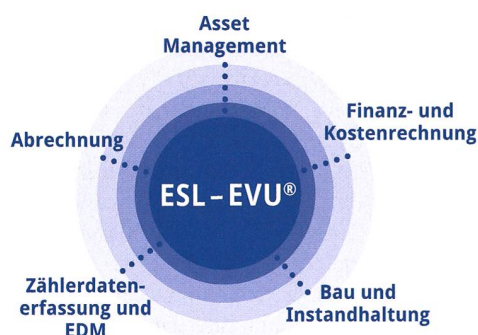 Asset
Management
Finanz- und
Kostenrechnung
Abrechnung
ESL-EVU®
Zählerdaten-
erfassung und
EDM
Bau und
Instandhaltung